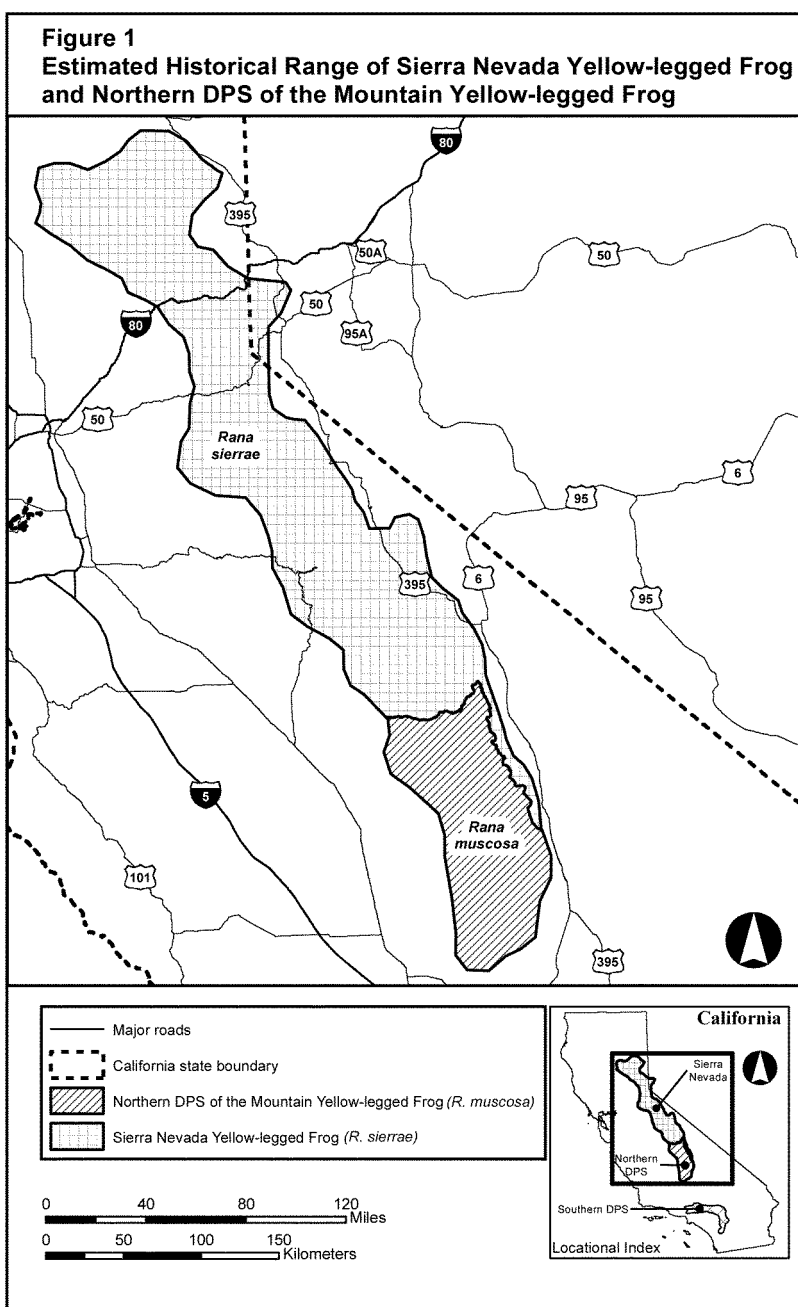 Figure 1
Estimated Historical Range of Sierra Nevada Yellow-legged Frog
and Northern DPS of the Mountain Yellow-legged Frog
80
395
50A
50
50
80
95A
50
Rana
sierrae
6
95
6
395
95
5
Rana
muscosa
101
395
Major roads
California state boundary
Northern DPS of the Mountain Yellow-legged Frog (R. muscosa)
Sierra Nevada Yellow-legged Frog (R. sierrae)
0 40 80 120
Miles
0 50 100 150
Kilometers
California
Sierra
Nevada
Northern
DPS
Southern DPS
Locational Index